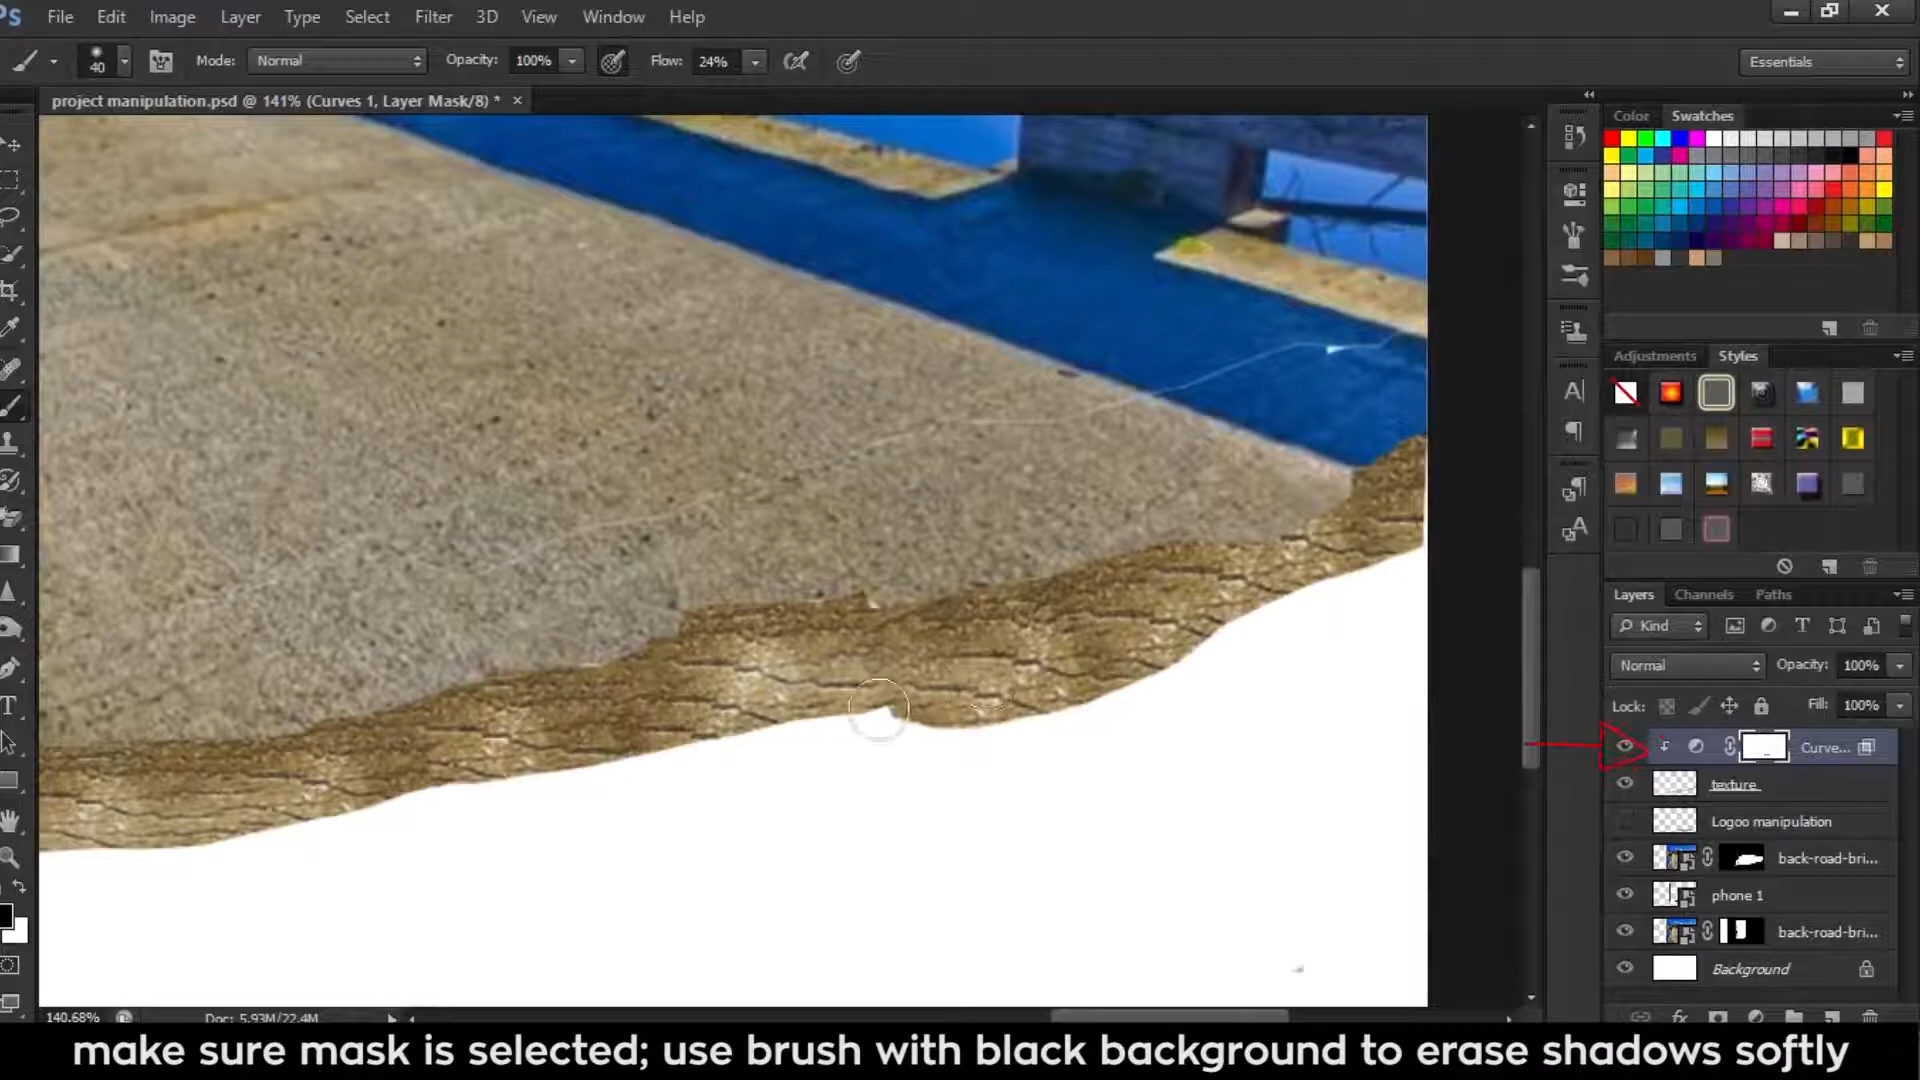 PS File Edit Image Layer Type Select Filter 3D View Window Help
40 Mode: Normal Opacity: 100% Flow: 24% Essentials
project manipulation.psd @ 141% (Curves 1, Layer Mask/8) * ×
Color Swatches
Adjustments Styles
Layers Channels Paths
Kind
Normal Opacity: 100%
Lock: Fill: 100%
Curve...
texture
Logoo manipulation
back-road-bri...
phone 1
back-road-bri...
Background
140.68% Doc: 5.93M/22.4M
make sure mask is selected; use brush with black background to erase shadows softly